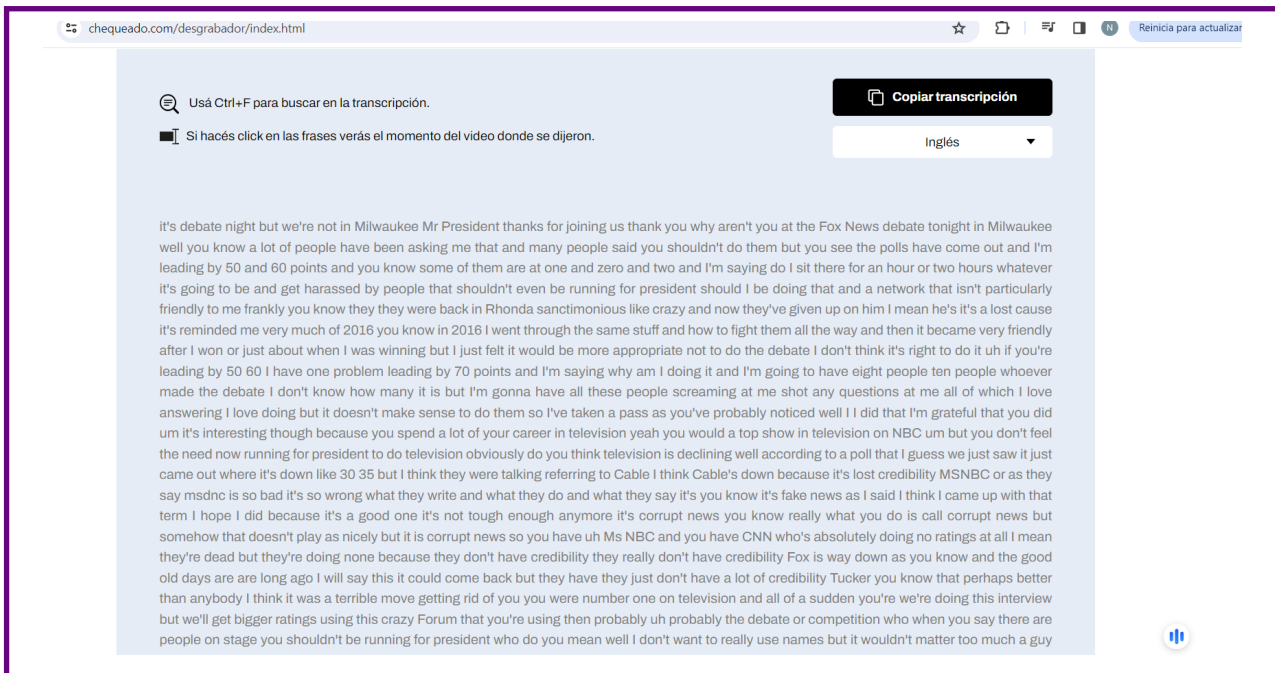 chequeado.com/desgrabador/index.html
N
Reinicia para actualizar
Usá Ctrl+F para buscar en la transcripción.
Copiar transcripción
Si hacés click en las frases verás el momento del video donde se dijeron.
Inglés
it's debate night but we're not in Milwaukee Mr President thanks for joining us thank you why aren't you at the Fox News debate tonight in Milwaukee
well you know a lot of people have been asking me that and many people said you shouldn't do them but you see the polls have come out and I'm
leading by 50 and 60 points and you know some of them are at one and zero and two and I'm saying do I sit there for an hour or two hours whatever
it's going to be and get harassed by people that shouldn't even be running for president should I be doing that and a network that isn't particularly
friendly to me frankly you know they they were back in Rhonda sanctimonious like crazy and now they've given up on him I mean he's it's a lost cause
it's reminded me very much of 2016 you know in 2016 I went through the same stuff and how to fight them all the way and then it became very friendly
after I won or just about when I was winning but I just felt it would be more appropriate not to do the debate I don't think it's right to do it uh if you're
leading by 50 60 I have one problem leading by 70 points and I'm saying why am I doing it and I'm going to have eight people ten people whoever
made the debate I don't know how many it is but I'm gonna have all these people screaming at me shot any questions at me all of which I love
answering I love doing but it doesn't make sense to do them so I've taken a pass as you've probably noticed well I I did that I'm grateful that you did
um it's interesting though because you spend a lot of your career in television yeah you would a top show in television on NBC um but you don't feel
the need now running for president to do television obviously do you think television is declining well according to a poll that I guess we just saw it just
came out where it's down like 30 35 but I think they were talking referring to Cable I think Cable's down because it's lost credibility MSNBC or as they
say msdnc is so bad it's so wrong what they write and what they do and what they say it's you know it's fake news as I said I think I came up with that
term I hope I did because it's a good one it's not tough enough anymore it's corrupt news you know really what you do is call corrupt news but
somehow that doesn't play as nicely but it is corrupt news so you have uh Ms NBC and you have CNN who's absolutely doing no ratings at all I mean
they're dead but they're doing none because they don't have credibility they really don't have credibility Fox is way down as you know and the good
old days are are long ago I will say this it could come back but they have they just don't have a lot of credibility Tucker you know that perhaps better
than anybody I think it was a terrible move getting rid of you you were number one on television and all of a sudden you're we're doing this interview
but we'll get bigger ratings using this crazy Forum that you're using then probably uh probably the debate or competition who when you say there are
people on stage you shouldn't be running for president who do you mean well I don't want to really use names but it wouldn't matter too much a guy